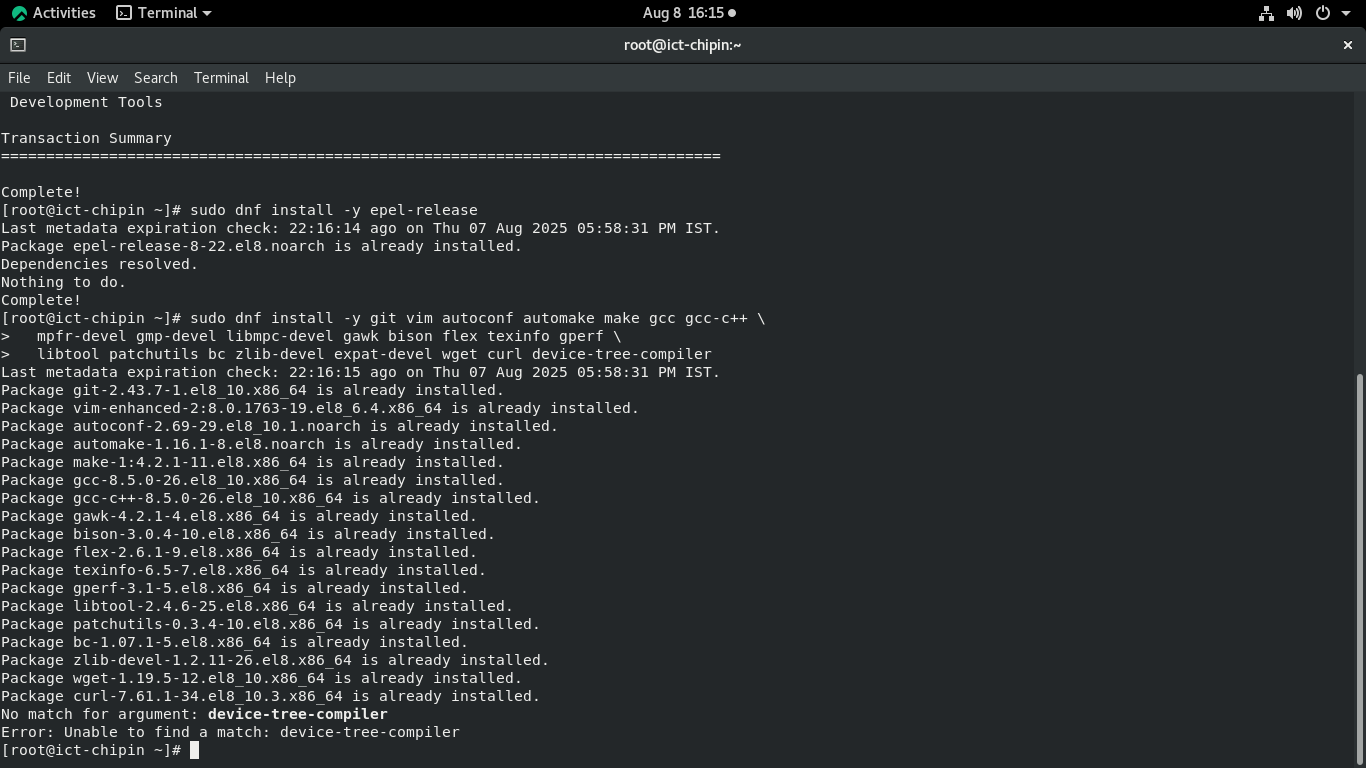 Activities Terminal Aug 8 16:15
root@ict-chipin:~
File Edit View Search Terminal Help
Development Tools
Transaction Summary
================================================================================
Complete!
[root@ict-chipin ~]# sudo dnf install -y epel-release
Last metadata expiration check: 22:16:14 ago on Thu 07 Aug 2025 05:58:31 PM IST.
Package epel-release-8-22.el8.noarch is already installed.
Dependencies resolved.
Nothing to do.
Complete!
[root@ict-chipin ~]# sudo dnf install -y git vim autoconf automake make gcc gcc-c++ \
>   mpfr-devel gmp-devel libmpc-devel gawk bison flex texinfo gperf \
>   libtool patchutils bc zlib-devel expat-devel wget curl device-tree-compiler
Last metadata expiration check: 22:16:15 ago on Thu 07 Aug 2025 05:58:31 PM IST.
Package git-2.43.7-1.el8_10.x86_64 is already installed.
Package vim-enhanced-2:8.0.1763-19.el8_6.4.x86_64 is already installed.
Package autoconf-2.69-29.el8_10.1.noarch is already installed.
Package automake-1.16.1-8.el8.noarch is already installed.
Package make-1:4.2.1-11.el8.x86_64 is already installed.
Package gcc-8.5.0-26.el8_10.x86_64 is already installed.
Package gcc-c++-8.5.0-26.el8_10.x86_64 is already installed.
Package gawk-4.2.1-4.el8.x86_64 is already installed.
Package bison-3.0.4-10.el8.x86_64 is already installed.
Package flex-2.6.1-9.el8.x86_64 is already installed.
Package texinfo-6.5-7.el8.x86_64 is already installed.
Package gperf-3.1-5.el8.x86_64 is already installed.
Package libtool-2.4.6-25.el8.x86_64 is already installed.
Package patchutils-0.3.4-10.el8.x86_64 is already installed.
Package bc-1.07.1-5.el8.x86_64 is already installed.
Package zlib-devel-1.2.11-26.el8.x86_64 is already installed.
Package wget-1.19.5-12.el8_10.x86_64 is already installed.
Package curl-7.61.1-34.el8_10.3.x86_64 is already installed.
No match for argument: device-tree-compiler
Error: Unable to find a match: device-tree-compiler
[root@ict-chipin ~]#